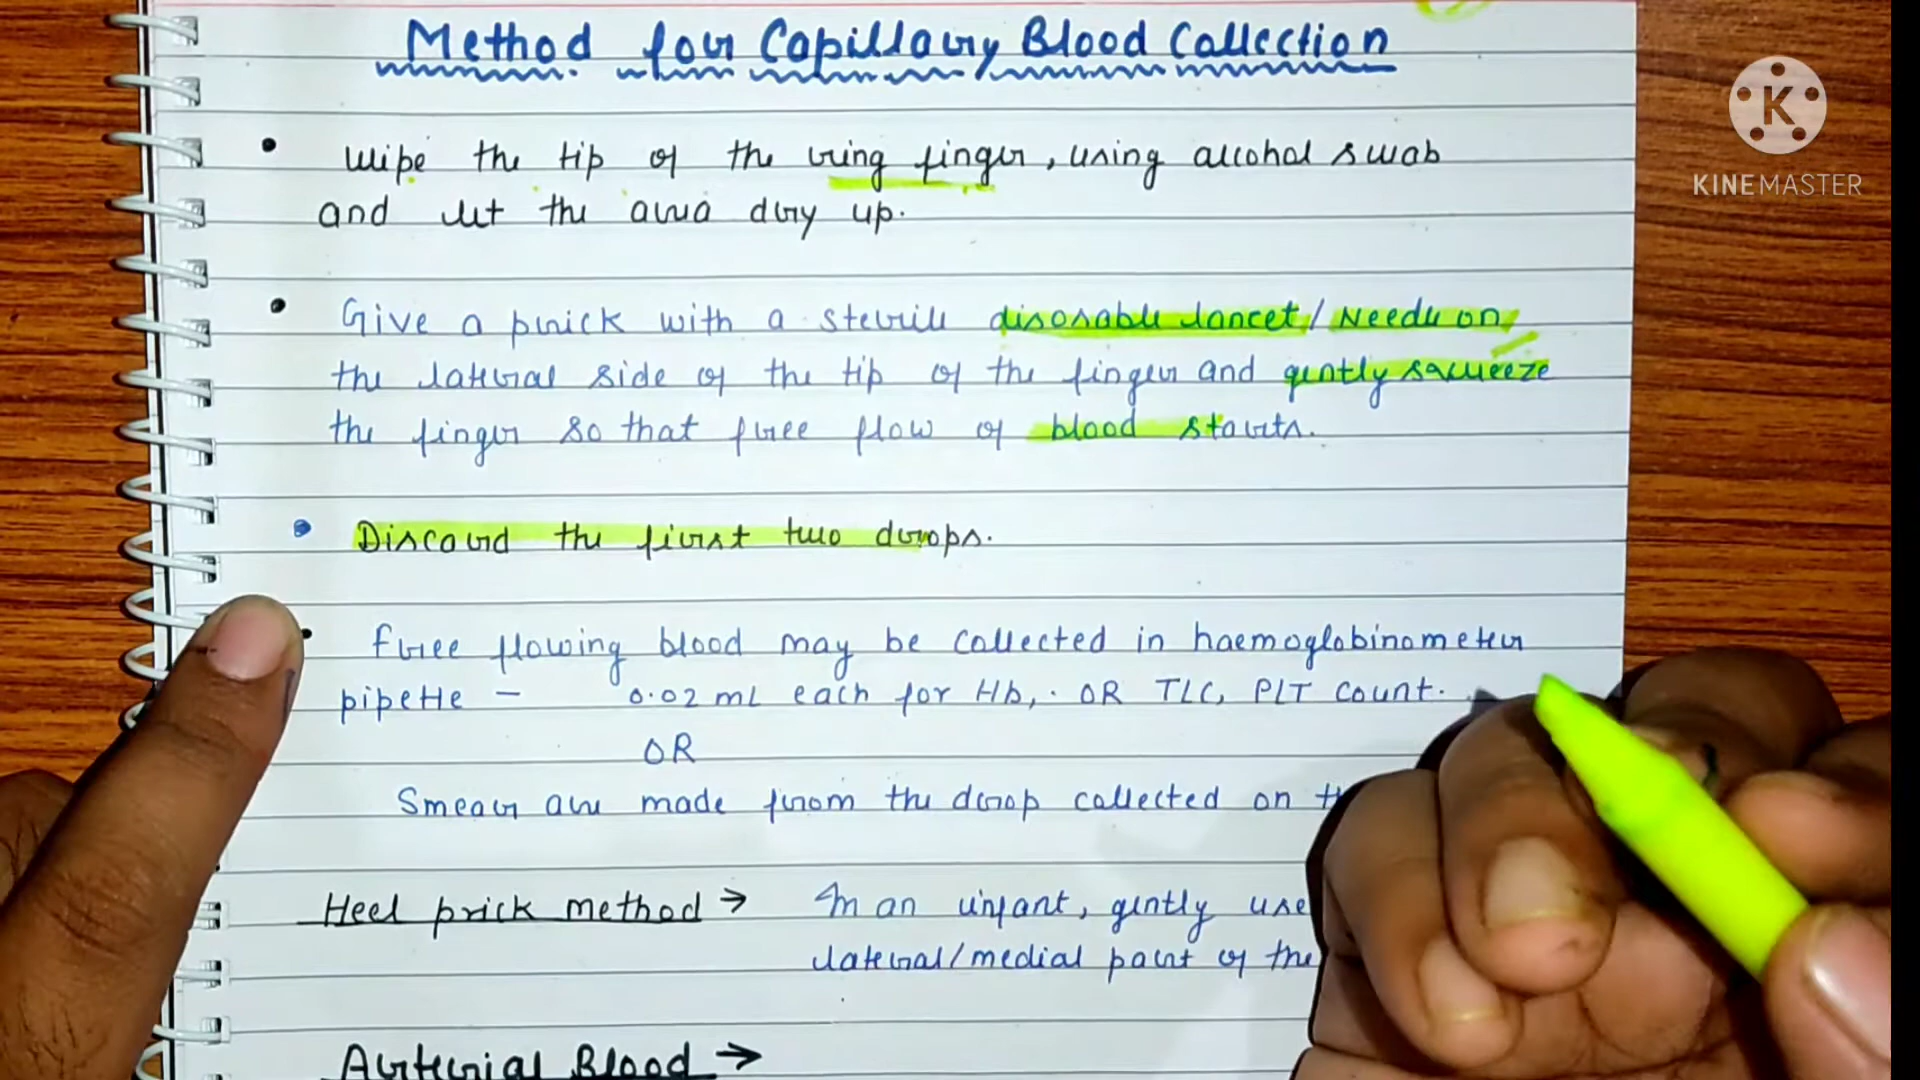 Method for Capillary Blood Collection
KINEMASTER
• Wipe the tip of the ring finger, using alcohol swab
and let the area dry up.
• Give a prick with a sterile disosable lancet / Needle on
the lateral side of the tip of the finger and gently squeeze
the finger so that free flow of blood starts.
• Discard the first two drops.
• Free flowing blood may be collected in haemoglobinometer
pipette - 0.02 mL each for Hb, . OR TLC, PLT count.
OR
Smear are made from the drop collected on
Heel prick method → In an infant, gently use
lateral/medial part of the
Arterial Blood →